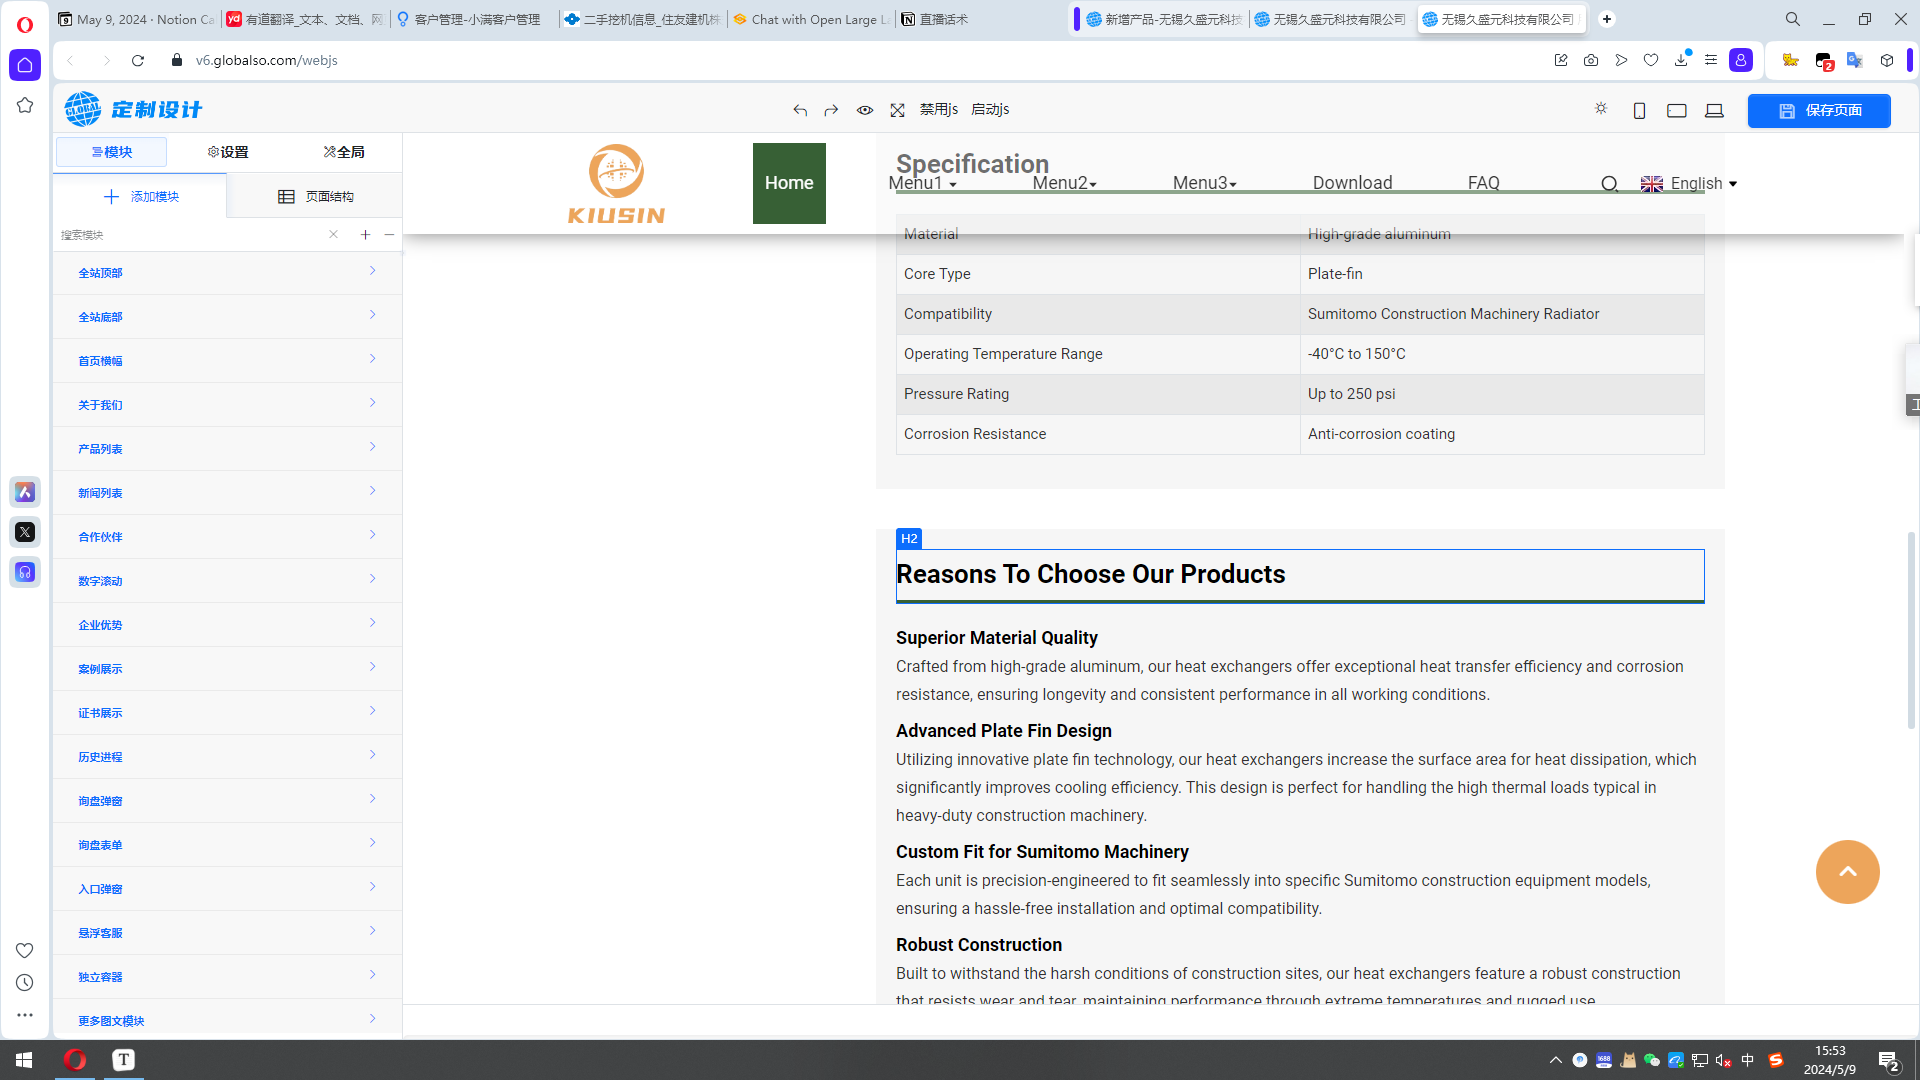 May 9, 2024 · Notion Ca
有道翻译_文本、文档、网
客户管理-小满客户管理
二手挖机信息_住友建机株
Chat with Open Large La
直播话术
新增产品-无锡久盛元科技
无锡久盛元科技有限公司
无锡久盛元科技有限公司
v6.globalso.com/webjs
2
GLOBAL 定制设计
禁用js 启动js
保存页面
模块 设置 全局
添加模块 页面结构
搜索模块
全站顶部
全站底部
首页横幅
关于我们
产品列表
新闻列表
合作伙伴
数字滚动
企业优势
案例展示
证书展示
历史进程
询盘弹窗
询盘表单
入口弹窗
悬浮客服
独立容器
更多图文模块
KIUSIN
Home Menu1 Menu2 Menu3 Download FAQ English
Specification
Material High-grade aluminum
Core Type Plate-fin
Compatibility Sumitomo Construction Machinery Radiator
Operating Temperature Range -40°C to 150°C
Pressure Rating Up to 250 psi
Corrosion Resistance Anti-corrosion coating
H2
Reasons To Choose Our Products
Superior Material Quality
Crafted from high-grade aluminum, our heat exchangers offer exceptional heat transfer efficiency and corrosion
resistance, ensuring longevity and consistent performance in all working conditions.
Advanced Plate Fin Design
Utilizing innovative plate fin technology, our heat exchangers increase the surface area for heat dissipation, which
significantly improves cooling efficiency. This design is perfect for handling the high thermal loads typical in
heavy-duty construction machinery.
Custom Fit for Sumitomo Machinery
Each unit is precision-engineered to fit seamlessly into specific Sumitomo construction equipment models,
ensuring a hassle-free installation and optimal compatibility.
Robust Construction
Built to withstand the harsh conditions of construction sites, our heat exchangers feature a robust construction
that resists wear and tear, maintaining performance through extreme temperatures and rugged use.
中
15:53
2024/5/9
2